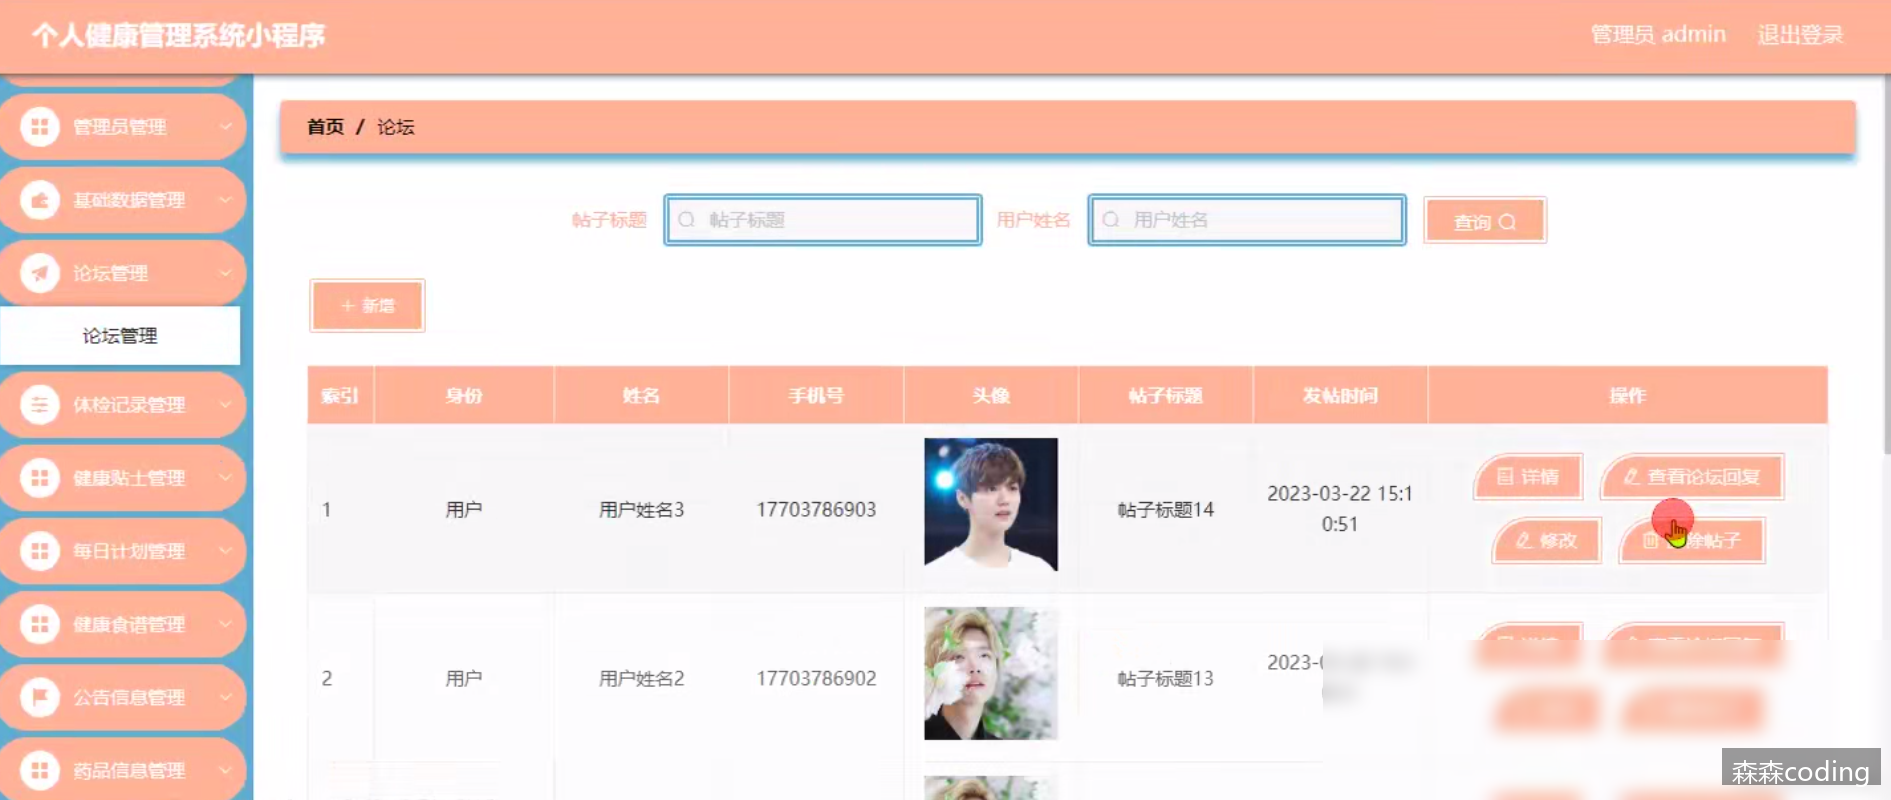 个人健康管理系统小程序
管理员 admin 退出登录
管理员管理
基础数据管理
论坛管理
论坛管理
体检记录管理
健康贴士管理
每日计划管理
健康食谱管理
公告信息管理
药品信息管理
首页 / 论坛
帖子标题 帖子标题 用户姓名 用户姓名 查询
+ 新增
索引 身份 姓名 手机号 头像 帖子标题 发帖时间 操作
1 用户 用户姓名3 17703786903 帖子标题14 2023-03-22 15:1
0:51
详情 查看论坛回复
修改 除帖子
2 用户 用户姓名2 17703786902 帖子标题13 2023-
森森coding